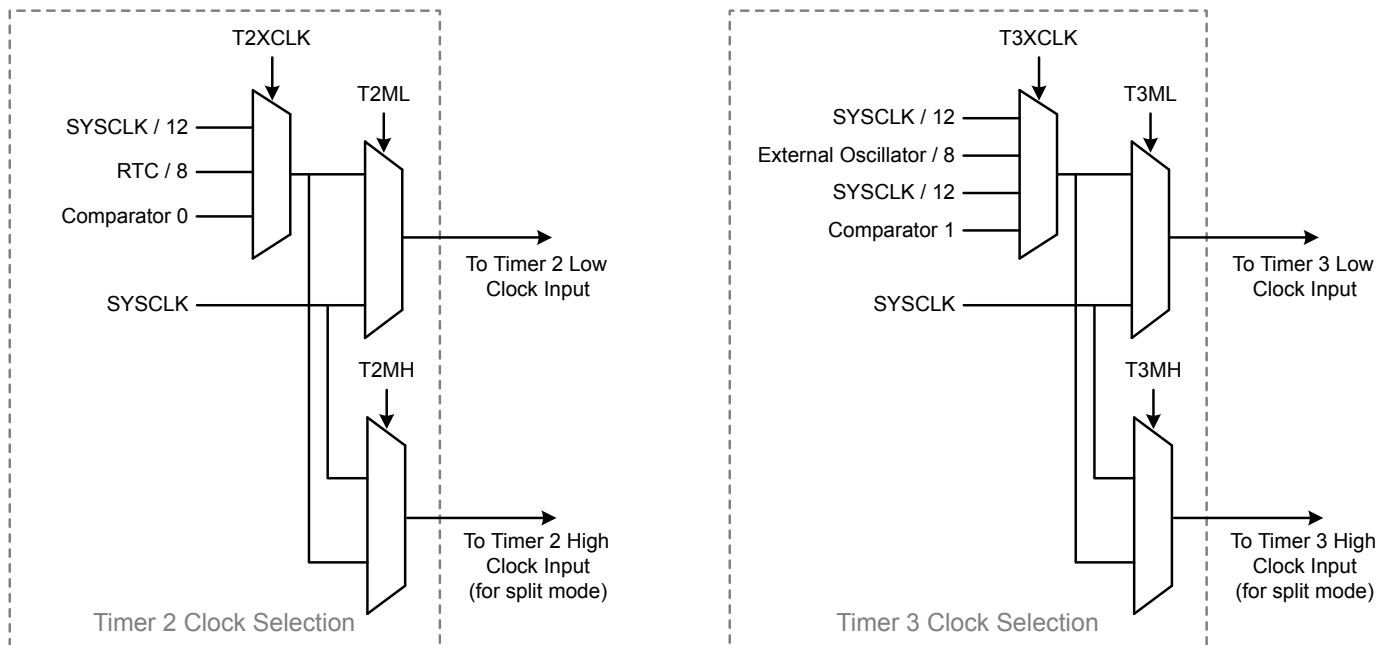 T2XCLK
T2ML
SYSCLK / 12
RTC / 8
Comparator 0
SYSCLK
To Timer 2 Low
Clock Input
T2MH
To Timer 2 High
Clock Input
(for split mode)
Timer 2 Clock Selection
T3XCLK
T3ML
SYSCLK / 12
External Oscillator / 8
SYSCLK / 12
Comparator 1
SYSCLK
To Timer 3 Low
Clock Input
T3MH
To Timer 3 High
Clock Input
(for split mode)
Timer 3 Clock Selection